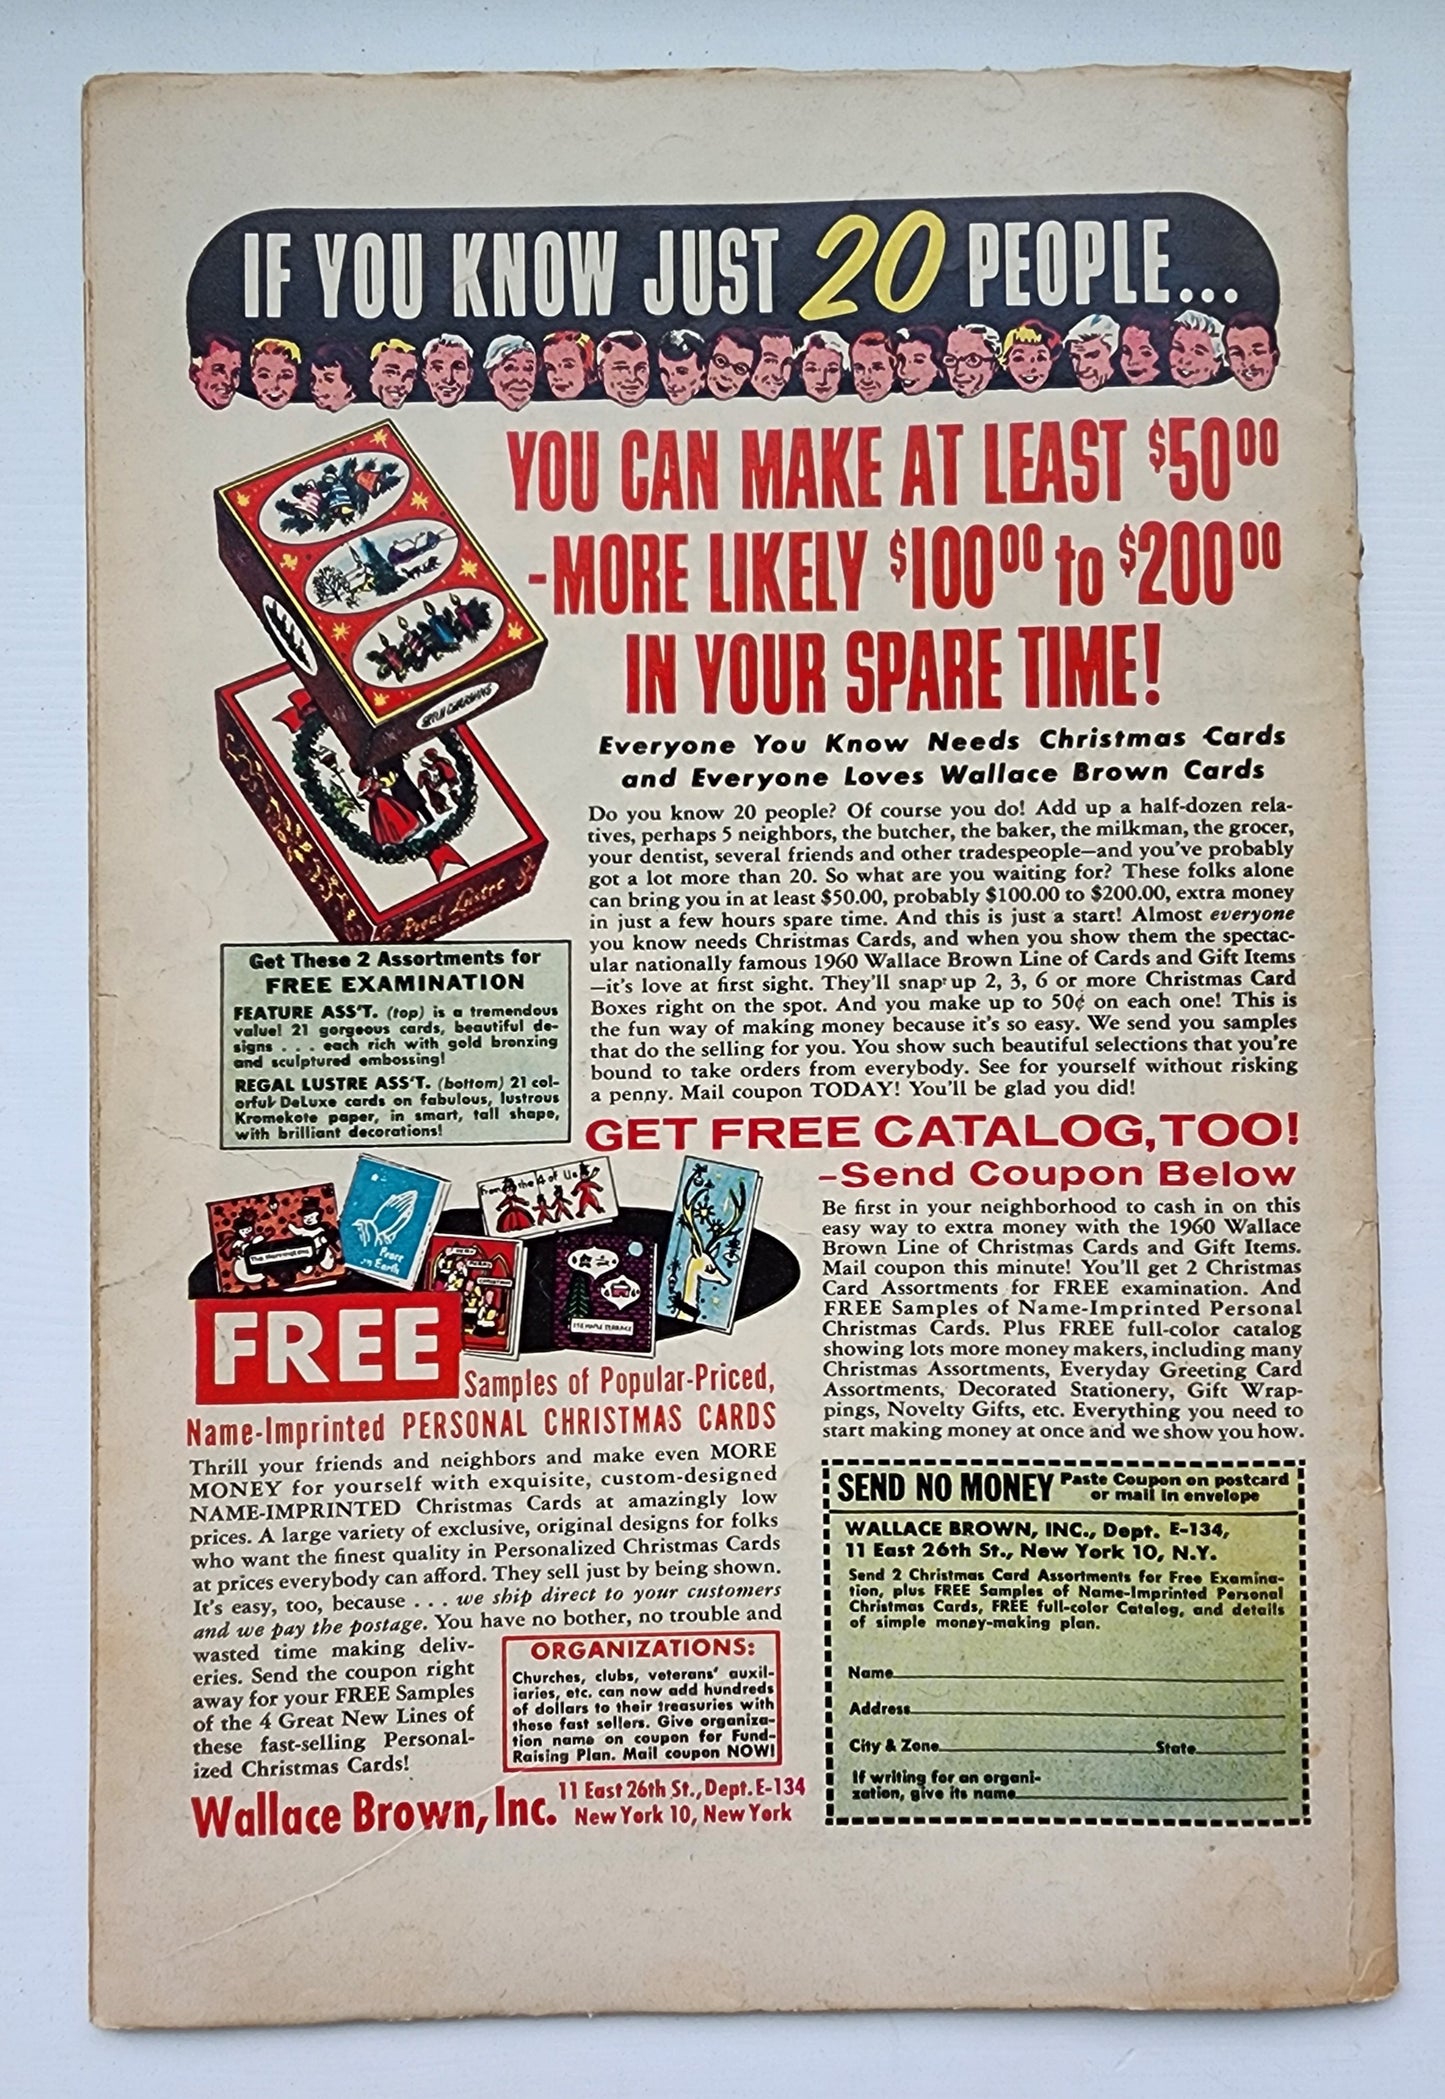 IF YOU KNOW JUST 20 PEOPLE...
YOU CAN MAKE AT LEAST $50.00
-MORE LIKELY $100.00 to $200.00
IN YOUR SPARE TIME!
Everyone You Know Needs Christmas Cards
and Everyone Loves Wallace Brown Cards
Do you know 20 people? Of course you do! Add up a half-dozen rela-
tives, perhaps 5 neighbors, the butcher, the baker, the milkman, the grocer,
your dentist, several friends and other tradespeople—and you've probably
got a lot more than 20. So what are you waiting for? These folks alone
can bring you in at least $50.00, probably $100.00 to $200.00, extra money
in just a few hours spare time. And this is just a start! Almost everyone
you know needs Christmas Cards, and when you show them the spectac-
ular nationally famous 1960 Wallace Brown Line of Cards and Gift Items
—it's love at first sight. They'll snap up 2, 3, 6 or more Christmas Card
Boxes right on the spot. And you make up to 50¢ on each one! This is
the fun way of making money because it's so easy. We send you samples
that do the selling for you. You show such beautiful selections that you're
bound to take orders from everybody. See for yourself without risking
a penny. Mail coupon TODAY! You'll be glad you did!
Regal Lustre
Get These 2 Assortments for
FREE EXAMINATION
FEATURE ASS'T. (top) is a tremendous
value! 21 gorgeous cards, beautiful de-
signs . . . each rich with gold bronzing
and sculptured embossing!
REGAL LUSTRE ASS'T. (bottom) 21 col-
orful DeLuxe cards on fabulous, lustrous
Kromekote paper, in smart, tall shape,
with brilliant decorations!
GET FREE CATALOG, TOO!
-Send Coupon Below
Be first in your neighborhood to cash in on this
easy way to extra money with the 1960 Wallace
Brown Line of Christmas Cards and Gift Items.
Mail coupon this minute! You'll get 2 Christmas
Card Assortments for FREE examination. And
FREE Samples of Name-Imprinted Personal
Christmas Cards. Plus FREE full-color catalog
showing lots more money makers, including many
Christmas Assortments, Everyday Greeting Card
Assortments, Decorated Stationery, Gift Wrap-
pings, Novelty Gifts, etc. Everything you need to
start making money at once and we show you how.
Peace
on Earth
From the 4 of Us
MERRY
CHRISTMAS
FREE
Samples of Popular-Priced,
Name-Imprinted PERSONAL CHRISTMAS CARDS
Thrill your friends and neighbors and make even MORE
MONEY for yourself with exquisite, custom-designed
NAME-IMPRINTED Christmas Cards at amazingly low
prices. A large variety of exclusive, original designs for folks
who want the finest quality in Personalized Christmas Cards
at prices everybody can afford. They sell just by being shown.
It's easy, too, because . . . we ship direct to your customers
and we pay the postage. You have no bother, no trouble and
wasted time making deliv-
eries. Send the coupon right
away for your FREE Samples
of the 4 Great New Lines of
these fast-selling Personal-
ized Christmas Cards!
ORGANIZATIONS:
Churches, clubs, veterans' auxil-
iaries, etc. can now add hundreds
of dollars to their treasuries with
these fast sellers. Give organiza-
tion name on coupon for Fund-
Raising Plan. Mail coupon NOW!
Wallace Brown, Inc.
11 East 26th St., Dept. E-134
New York 10, New York
SEND NO MONEY
Paste Coupon on postcard
or mail in envelope
WALLACE BROWN, INC., Dept. E-134,
11 East 26th St., New York 10, N.Y.
Send 2 Christmas Card Assortments for Free Examina-
tion, plus FREE Samples of Name-Imprinted Personal
Christmas Cards, FREE full-color Catalog, and details
of simple money-making plan.
Name
Address
City & Zone State
If writing for an organi-
zation, give its name